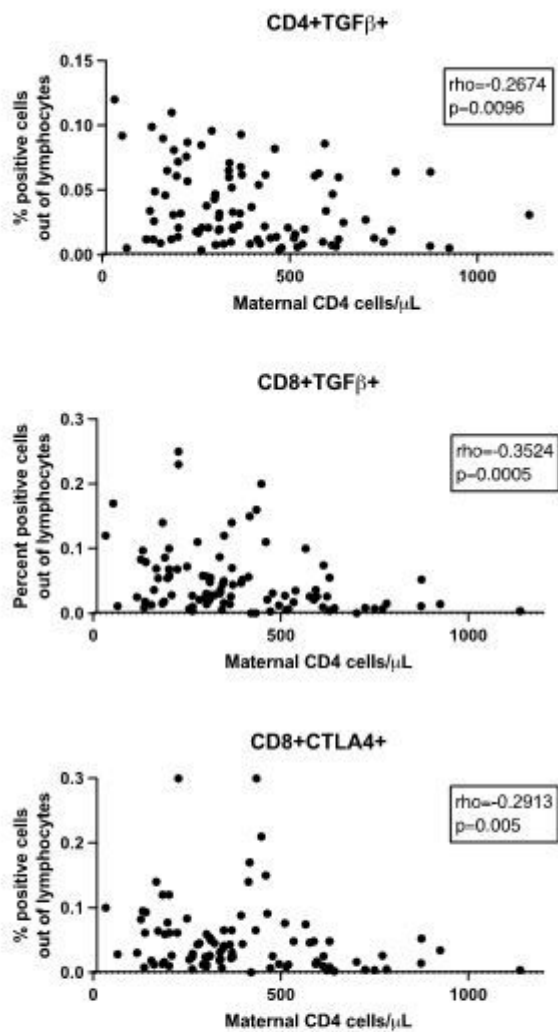 CD4+TGFβ+
0.15
rho=-0.2674
p=0.0096
0.10
% positive cells
out of lymphocytes
0.05
0.00
0 500 1000
Maternal CD4 cells/μL
CD8+TGFβ+
0.3
rho=-0.3524
p=0.0005
0.2
Percent positive cells
out of lymphocytes
0.1
0.0
0 500 1000
Maternal CD4 cells/μL
CD8+CTLA4+
0.3
rho=-0.2913
p=0.005
0.2
% positive cells
out of lymphocytes
0.1
0.0
0 500 1000
Maternal CD4 cells/μL